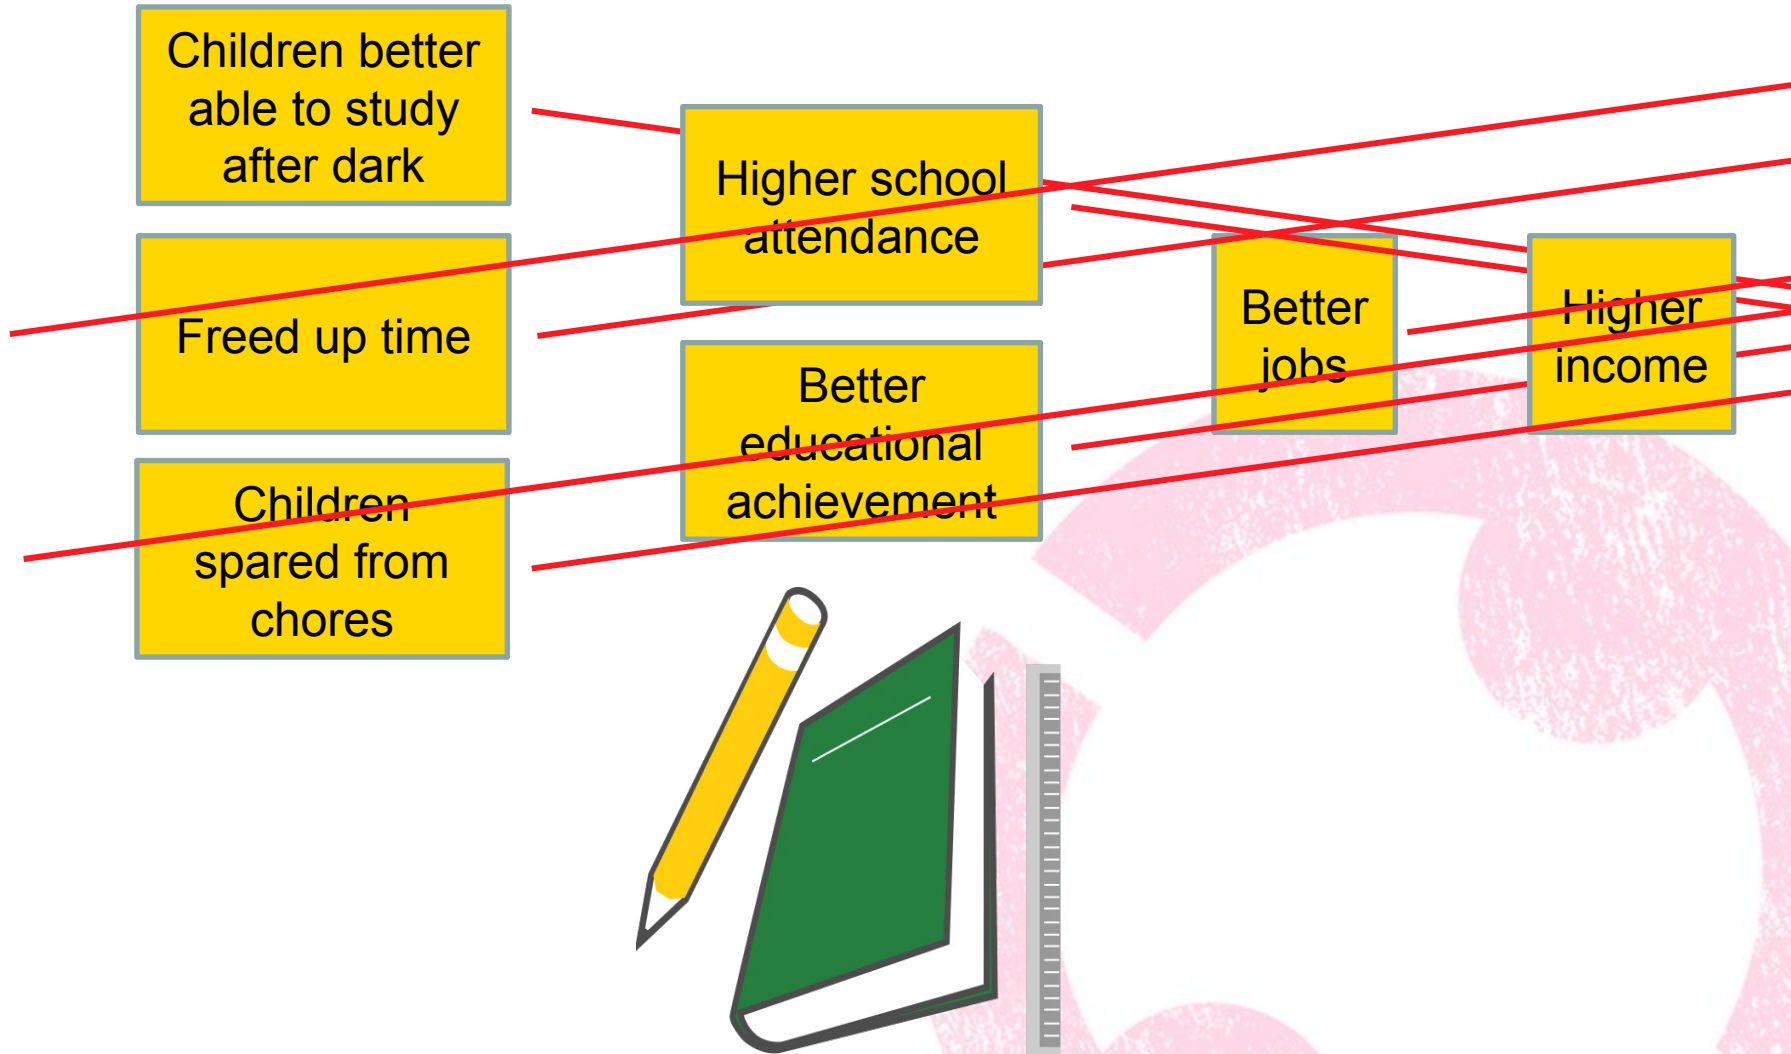 Children better
able to study
after dark
Freed up time
Children
spared from
chores
Higher school
attendance
Better
educational
achievement
Better
jobs
Higher
income